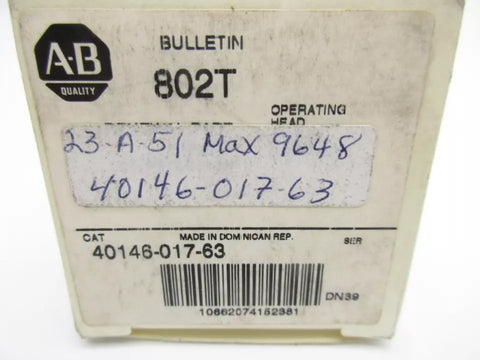 A-B
QUALITY
BULLETIN
802T
OPERATING
HEAD
23-A-51 Max 9648
40146-017-63
CAT
MADE IN DOMINICAN REP.
SER
40146-017-63
DN39
10662074152381